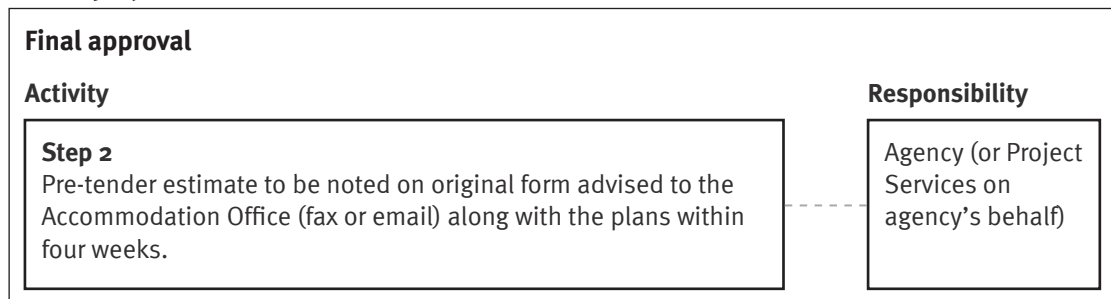 Final approval
Activity
Responsibility
Step 2
Pre-tender estimate to be noted on original form advised to the
Accommodation Office (fax or email) along with the plans within
four weeks.
Agency (or Project
Services on
agency’s behalf)